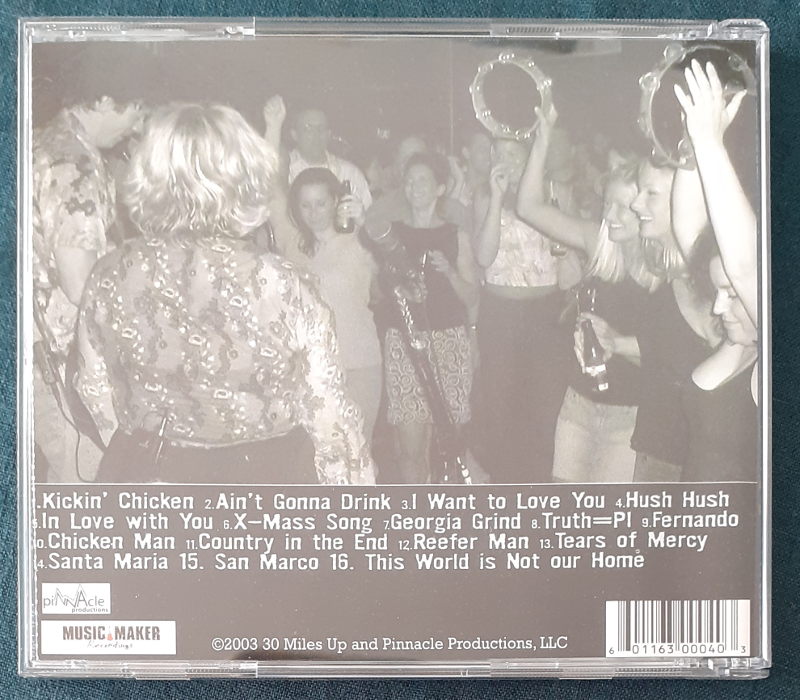 .Kickin' Chicken 2.Ain't Gonna Drink 3.I Want to Love You 4.Hush Hush
5.In Love with You 6.X-Mass Song 7.Georgia Grind 8.Truth=PI 9.Fernando
0.Chicken Man 11.Country in the End 12.Reefer Man 13.Tears of Mercy
4.Santa Maria 15. San Marco 16. This World is Not our Home
piNNAcle
productions
MUSIC MAKER
Recordings
©2003 30 Miles Up and Pinnacle Productions, LLC
6 01163 00040 3